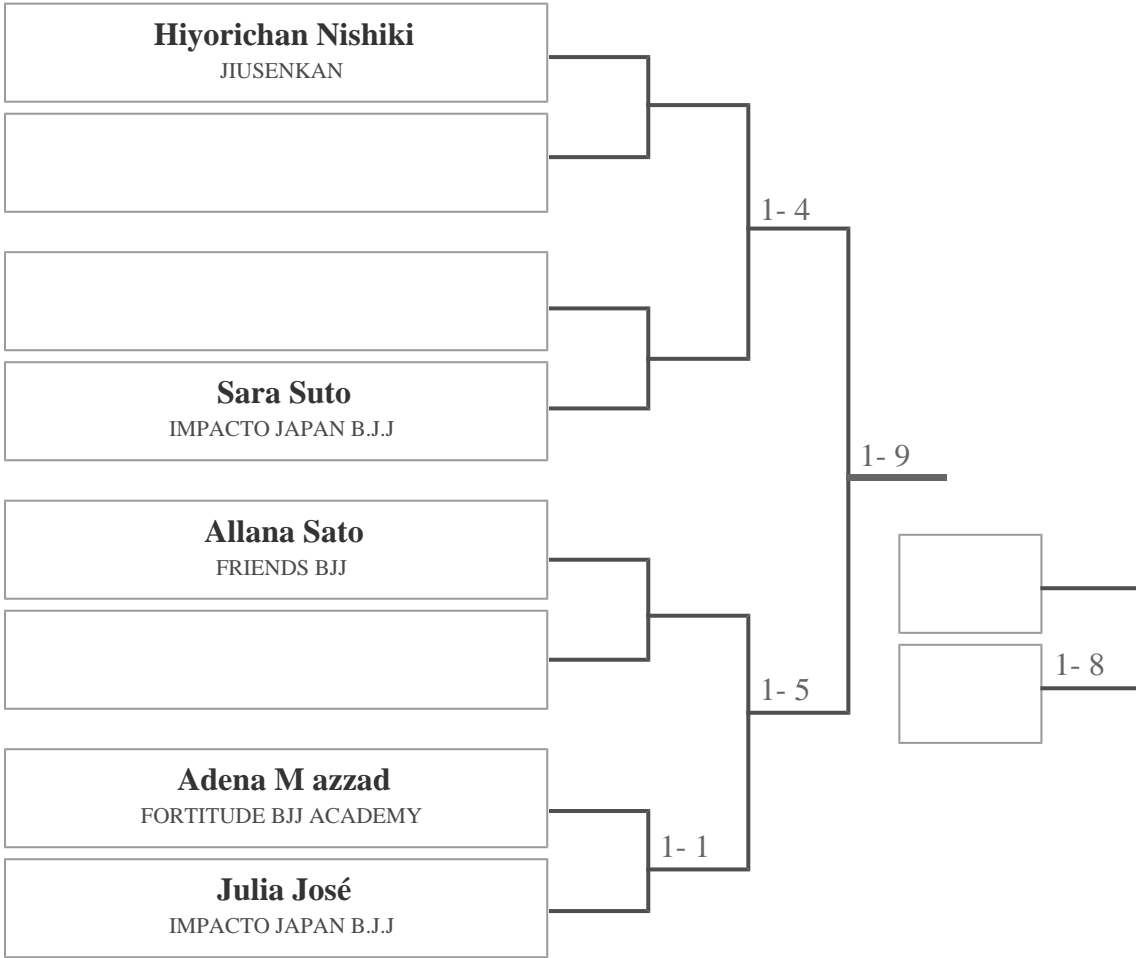 Hiyorichan Nishiki
JIUSENKAN
1- 4
Sara Suto
IMPACTO JAPAN B.J.J
1- 9
Allana Sato
FRIENDS BJJ
1- 8
1- 5
Adena M azzad
FORTITUDE BJJ ACADEMY
1- 1
Julia José
IMPACTO JAPAN B.J.J